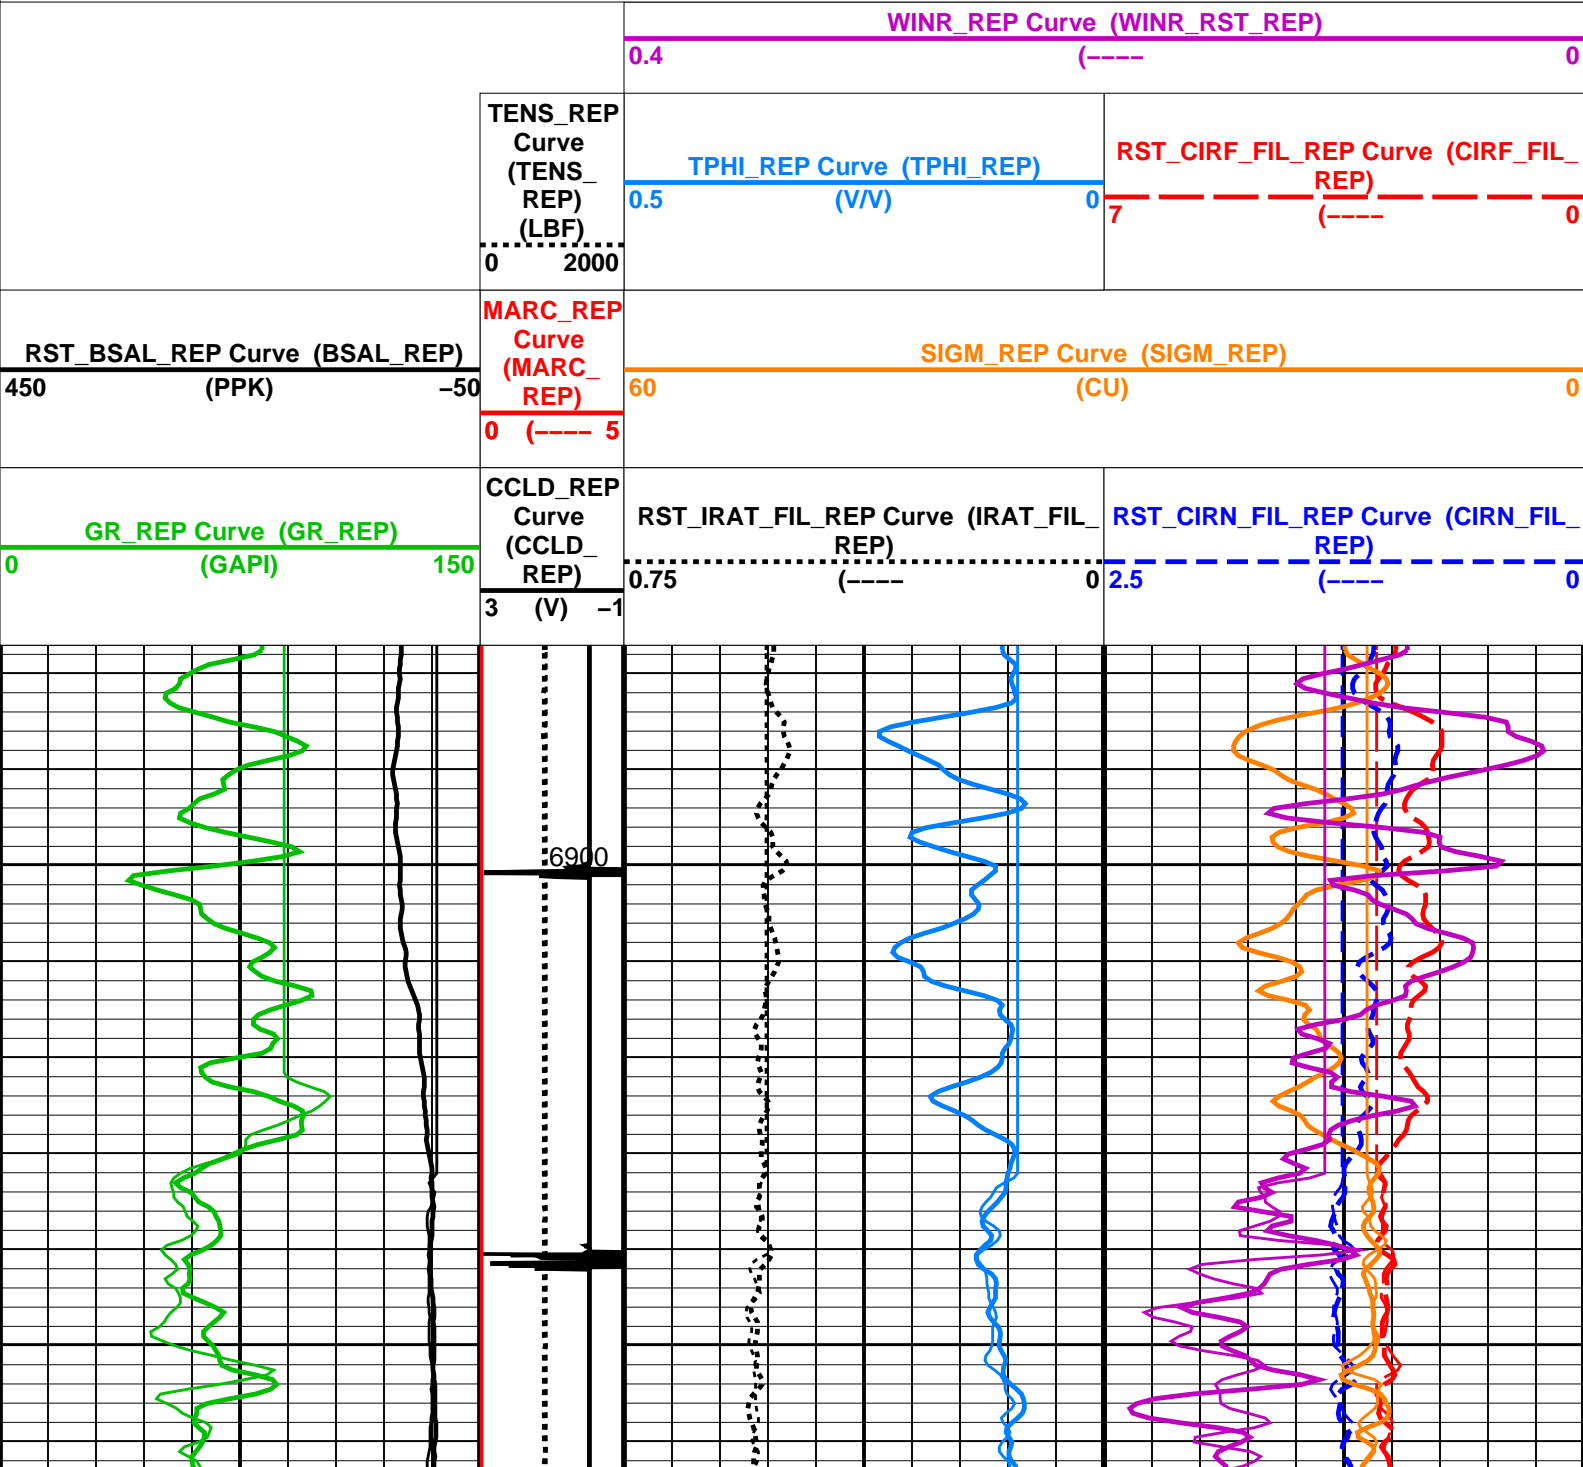 WINR_REP Curve (WINR_RST_REP)
0.4 (---- 0
TENS_REP
Curve
(TENS_
REP)
(LBF)
0 2000
TPHI_REP Curve (TPHI_REP)
0.5 (V/V) 0
RST_CIRF_FIL_REP Curve (CIRF_FIL_
REP)
7 (---- 0
RST_BSAL_REP Curve (BSAL_REP)
450 (PPK) -50
MARC_REP
Curve
(MARC_
REP)
0 (---- 5
SIGM_REP Curve (SIGM_REP)
60 (CU) 0
GR_REP Curve (GR_REP)
0 (GAPI) 150
CCLD_REP
Curve
(CCLD_
REP)
3 (V) -1
RST_IRAT_FIL_REP Curve (IRAT_FIL_
REP)
0.75 (---- 0
RST_CIRN_FIL_REP Curve (CIRN_FIL_
REP)
2.5 (---- 0
6900